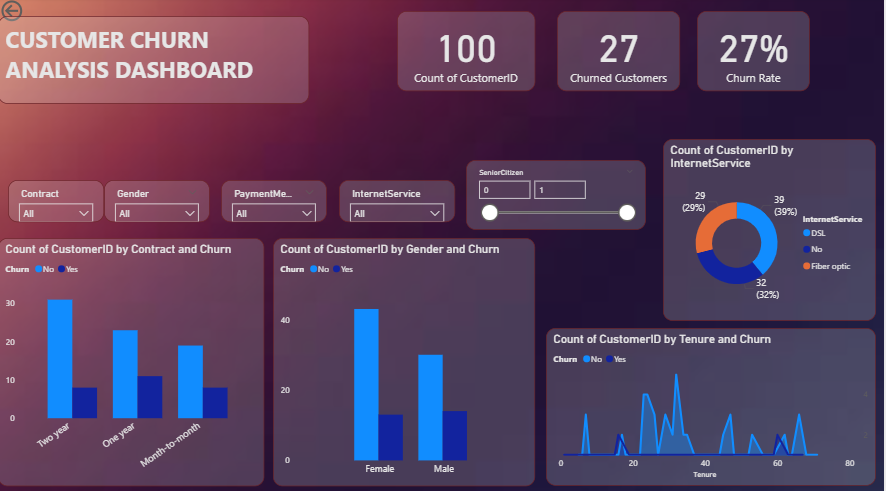 CUSTOMER CHURN
ANALYSIS DASHBOARD
100
Count of CustomerID
27
Churned Customers
27%
Churn Rate
Contract
All
Gender
All
PaymentMe...
All
InternetService
All
SeniorCitizen
0
1
Count of CustomerID by
InternetService
29
(29%)
39
(39%)
32
(32%)
InternetService
DSL
No
Fiber optic
Count of CustomerID by Contract and Churn
Churn No Yes
30
20
10
0
Two year
One year
Month-to-month
Count of CustomerID by Gender and Churn
Churn No Yes
40
20
0
Female
Male
Count of CustomerID by Tenure and Churn
Churn No Yes
4
2
0 20 40 60 80
Tenure